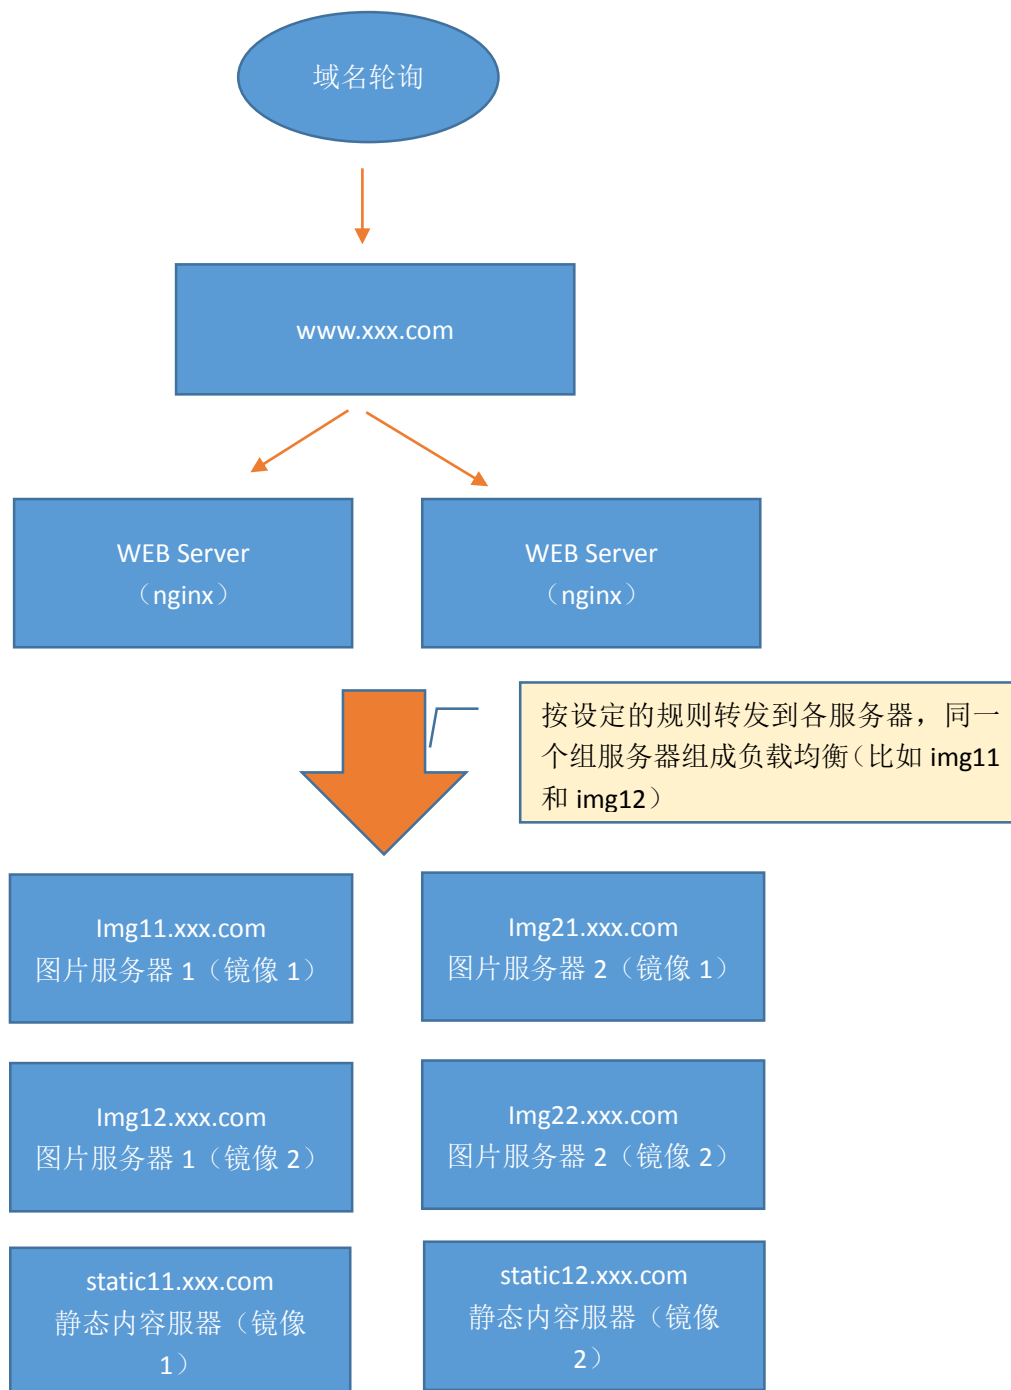 域名轮询
www.xxx.com
WEB Server
（nginx）
WEB Server
（nginx）
按设定的规则转发到各服务器，同一
个组服务器组成负载均衡（比如 img11
和 img12）
Img11.xxx.com
图片服务器 1（镜像 1）
Img21.xxx.com
图片服务器 2（镜像 1）
Img12.xxx.com
图片服务器 1（镜像 2）
Img22.xxx.com
图片服务器 2（镜像 2）
static11.xxx.com
静态内容服器（镜像
1）
static12.xxx.com
静态内容服器（镜像
2）